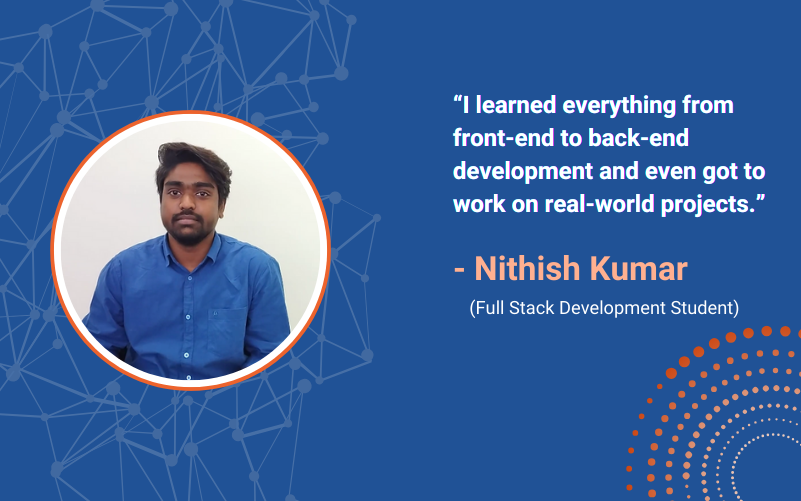 “I learned everything from
front-end to back-end
development and even got to
work on real-world projects.”
- Nithish Kumar
(Full Stack Development Student)